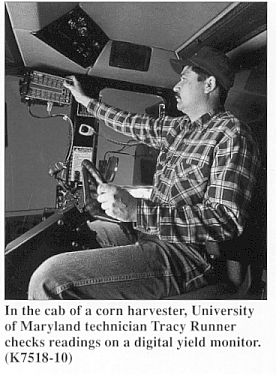 In the cab of a corn harvester, University
of Maryland technician Tracy Runner
checks readings on a digital yield monitor.
(K7518-10)